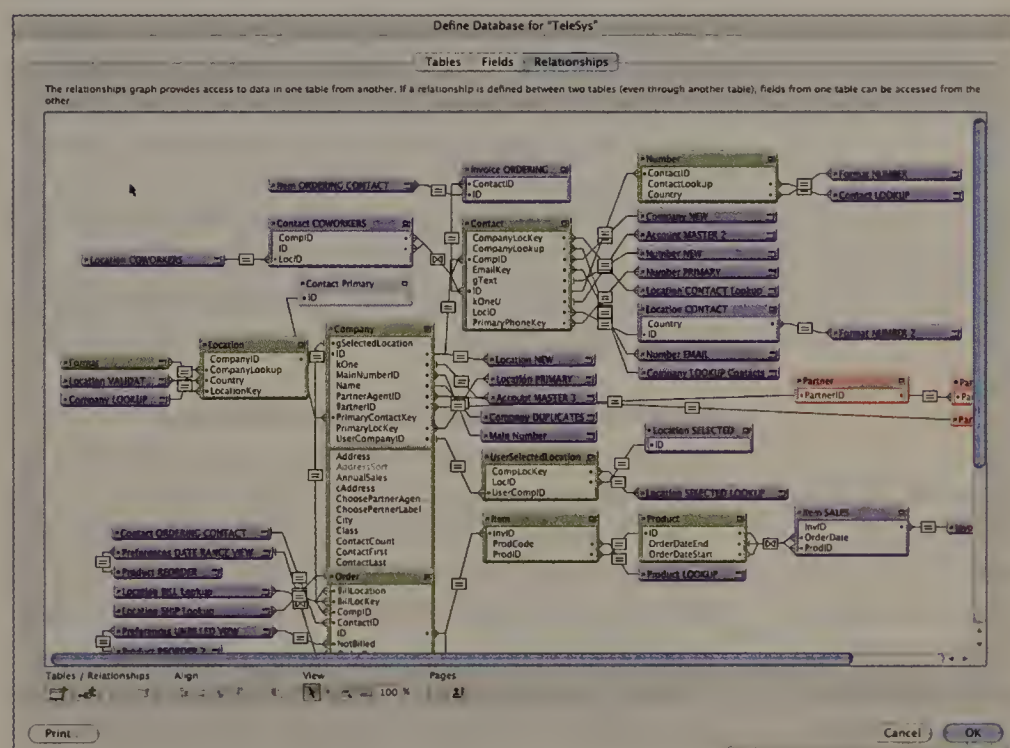 Define Database for "TeleSys"
Tables Fields Relationships
The relationships graph provides access to data in one table from another. If a relationship is defined between two tables (even through another table), fields from one table can be accessed from the
other
Item ORDERING CONTACT
Invoice ORDERING
ContactID
ID
Number
ContactID
ContactLookup
Country
Format NUMBER
Contact LOOKUP
Contact COWORKERS
CompID
ID
LocID
Location COWORKERS
Contact Primary
ID
Contact
CompanyLocKey
CompanyLookup
CompID
EmailKey
gText
ID
kOneU
LocID
PrimaryPhoneKey
Company NEW
Account MASTER 2
Number NEW
Number PRIMARY
Location CONTACT Lookup
Location CONTACT
Country
ID
Format NUMBER 2
Number EMAIL
Company LOOKUP Contacts
Format
Location VALIDAT...
Company LOOKUP
Location
CompanyID
CompanyLookup
Country
LocationKey
Company
gSelectedLocation
ID
kOne
MainNumberID
Name
PartnerAgentID
PartnerID
PrimaryContactKey
PrimaryLocKey
UserCompanyID
Address
AddressSort
AnnualSales
cAddress
ChoosePartnerAgen...
ChoosePartnerLabel
City
Class
ContactCount
ContactFirst
ContactLast
Location NEW
Location PRIMARY
Account MASTER 3
Company DUPLICATES
Main Number
Partner
PartnerID
Par
Pa
Par
Location SELECTED
ID
UserSelectedLocation
CompLocKey
LocID
UserCompID
Location SELECTED LOOKUP
Item
InvID
ProdCode
ProdID
Product
ID
OrderDateEnd
OrderDateStart
Product LOOKUP
Item SALES
InvID
OrderDate
ProdID
Invo
Contact ORDERING CONTACT
Preferences DATE RANGE VIEW
Product REORDER
Location BILL Lookup
Location SHIP Lookup
Preferences UNBILLED VIEW
Product REORDER 2
Order
BillLocation
BillLocKey
CompID
ContactID
ID
NotBilled
Tables / Relationships Align View Pages
100 %
Print...
Cancel OK